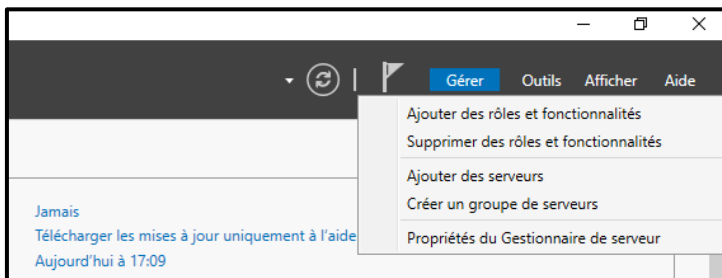 Gérer Outils Afficher Aide
Ajouter des rôles et fonctionnalités
Supprimer des rôles et fonctionnalités
Ajouter des serveurs
Créer un groupe de serveurs
Propriétés du Gestionnaire de serveur
Jamais
Télécharger les mises à jour uniquement à l'aide
Aujourd'hui à 17:09